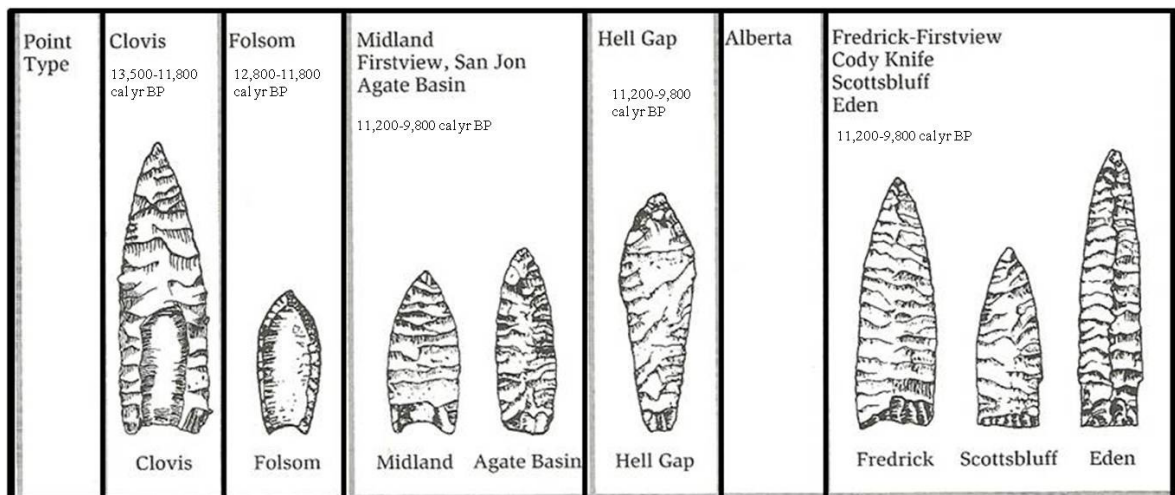 Point
Type
Clovis
13,500-11,800
cal yr BP
Folsom
12,800-11,800
cal yr BP
Midland
Firstview, San Jon
Agate Basin
11,200-9,800 cal yr BP
Hell Gap
11,200-9,800
cal yr BP
Alberta
Fredrick-Firstview
Cody Knife
Scottsbluff
Eden
11,200-9,800 cal yr BP
Clovis
Folsom
Midland
Agate Basin
Hell Gap
Fredrick
Scottsbluff
Eden